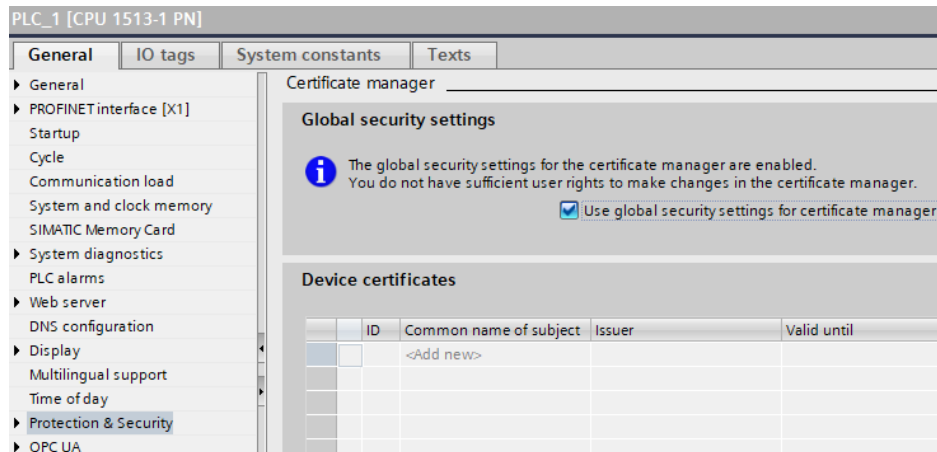 PLC_1 [CPU 1513-1 PN]
General IO tags System constants Texts
General
PROFINET interface [X1]
Startup
Cycle
Communication load
System and clock memory
SIMATIC Memory Card
System diagnostics
PLC alarms
Web server
DNS configuration
Display
Multilingual support
Time of day
Protection & Security
OPC UA
Certificate manager
Global security settings
The global security settings for the certificate manager are enabled.
You do not have sufficient user rights to make changes in the certificate manager.
Use global security settings for certificate manager
Device certificates
ID Common name of subject Issuer Valid until
<Add new>